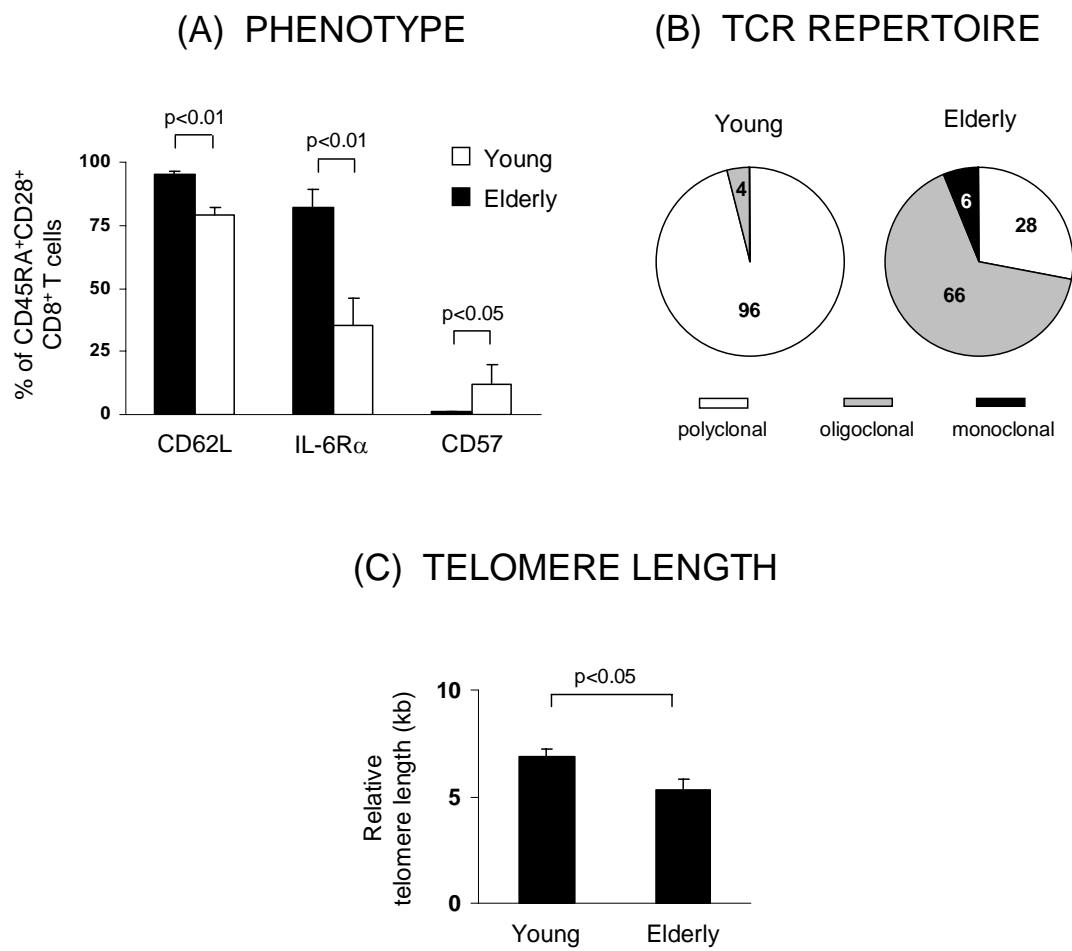 (A) PHENOTYPE
(B) TCR REPERTOIRE
p<0.01
p<0.01
p<0.05
Young
Elderly
% of CD45RA⁺CD28⁺
CD8⁺ T cells
100
75
50
25
0
CD62L
IL-6Rα
CD57
Young
Elderly
4
96
6
28
66
polyclonal
oligoclonal
monoclonal
(C) TELOMERE LENGTH
p<0.05
Relative
telomere length (kb)
10
5
0
Young
Elderly